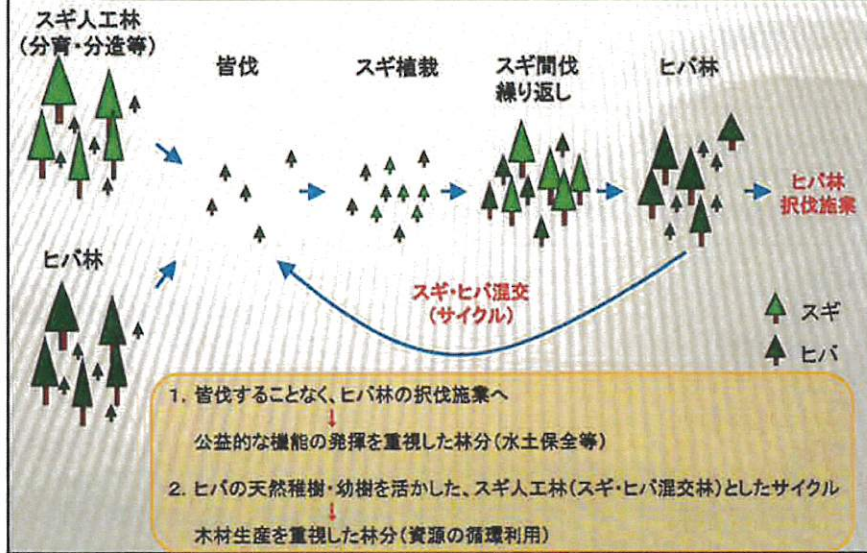 スギ人工林
(分育・分造等)
皆伐
スギ植栽
スギ間伐
繰り返し
ヒバ林
ヒバ林
択伐施業
ヒバ林
スギ・ヒバ混交
(サイクル)
スギ
ヒバ
1. 皆伐することなく、ヒバ林の択伐施業へ
↓
公益的な機能の発揮を重視した林分(水土保全等)
2. ヒバの天然稚樹・幼樹を活かした、スギ人工林(スギ・ヒバ混交林)としたサイクル
↓
木材生産を重視した林分(資源の循環利用)